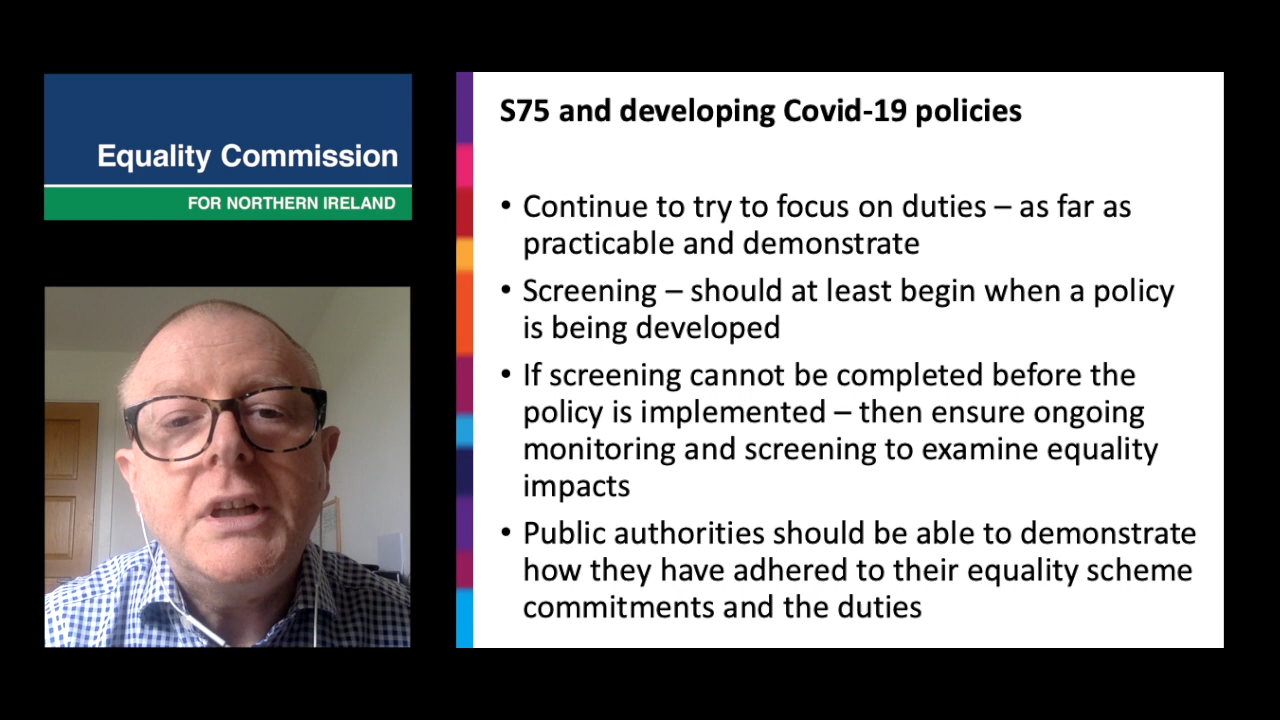 Equality Commission
FOR NORTHERN IRELAND
S75 and developing Covid-19 policies
• Continue to try to focus on duties – as far as
practicable and demonstrate
• Screening – should at least begin when a policy
is being developed
• If screening cannot be completed before the
policy is implemented – then ensure ongoing
monitoring and screening to examine equality
impacts
• Public authorities should be able to demonstrate
how they have adhered to their equality scheme
commitments and the duties